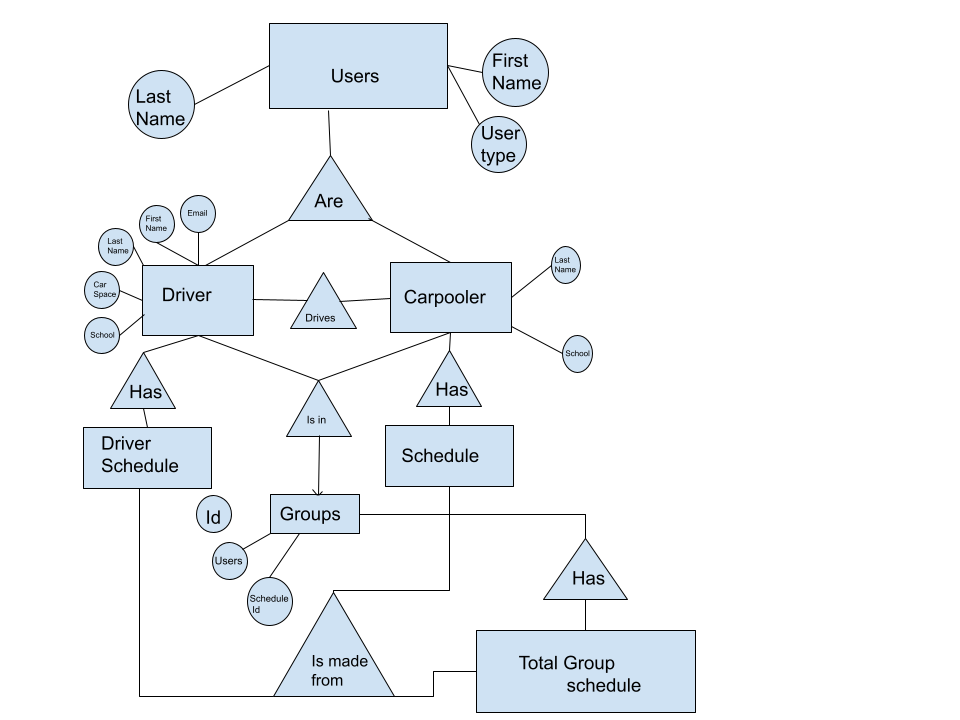 Users
First
Name
Last
Name
User
type
Are
Email
First
Name
Last
Name
Car
Space
School
Driver
Drives
Carpooler
Last
Name
School
Has
Is in
Has
Driver
Schedule
Schedule
Id
Groups
Users
Schedule
Id
Has
Is made
from
Total Group
schedule